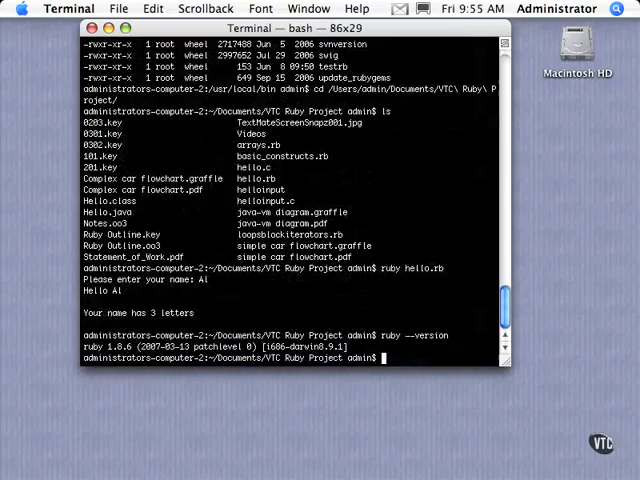 Terminal File Edit Scrollback Font Window Help Fri 9:55 AM Administrator
Terminal — bash — 86x29
-rwxr-xr-x 1 root wheel 2717488 Jun 5 2006 svnversion
-rwxr-xr-x 1 root wheel 2997652 Jul 29 2006 swig
-rwxr-xr-x 1 root wheel 153 Jun 8 09:50 testrb
-rwxr-xr-x 1 root wheel 649 Sep 15 2006 update_rubygems
administrators-computer-2:/usr/local/bin admin$ cd /Users/admin/Documents/VTC\ Ruby\ P
roject/
administrators-computer-2:~/Documents/VTC Ruby Project admin$ ls
0203.key TextMateScreenSnapz001.jpg
0301.key Videos
0302.key arrays.rb
101.key basic_constructs.rb
201.key hello.c
Complex car flowchart.graffle hello.rb
Complex car flowchart.pdf helloinput
Hello.class helloinput.c
Hello.java java-vm diagram.graffle
Notes.oo3 java-vm diagram.pdf
Ruby Outline.key loopsblockiterators.rb
Ruby Outline.oo3 simple car flowchart.graffle
Statement_of_Work.pdf simple car flowchart.pdf
administrators-computer-2:~/Documents/VTC Ruby Project admin$ ruby hello.rb
Please enter your name: Al
Hello Al
Your name has 3 letters
administrators-computer-2:~/Documents/VTC Ruby Project admin$ ruby --version
ruby 1.8.6 (2007-03-13 patchlevel 0) [i686-darwin8.9.1]
administrators-computer-2:~/Documents/VTC Ruby Project admin$
Macintosh HD
VTC